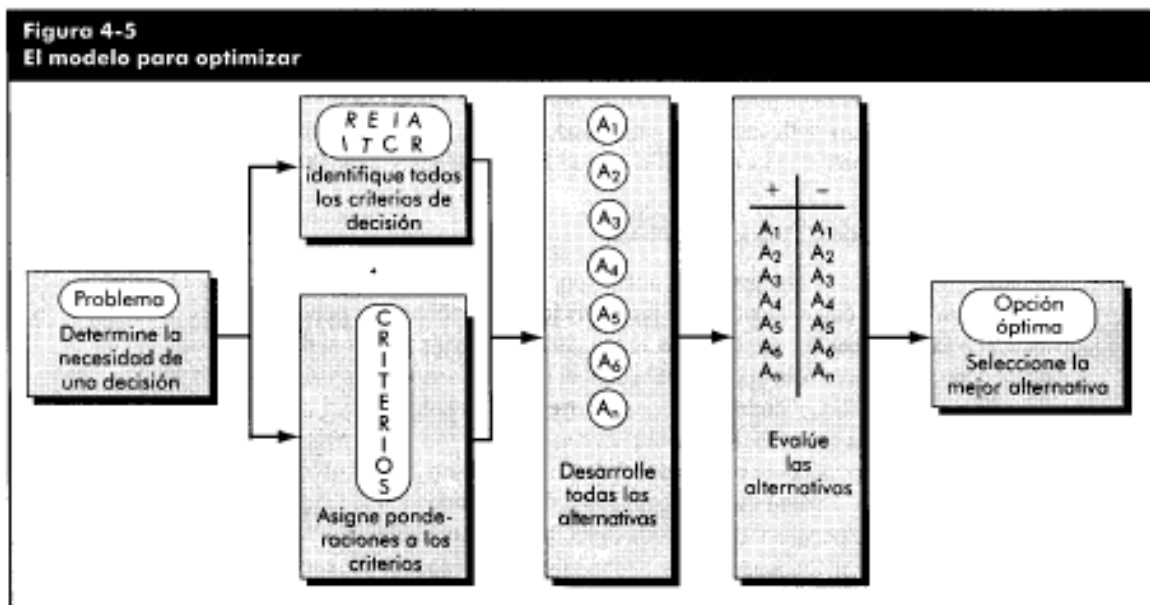 Figura 4-5
El modelo para optimizar
Problema
Determine la
necesidad de
una decisión
R E I A
I T C R
identifique todos
los criterios de
decisión
C
R
I
T
E
R
I
O
S
Asigne ponde-
raciones a los
criterios
A1
A2
A3
A4
A5
A6
An
Desarrolle
todas las
alternativas
+ −
A1 A1
A2 A2
A3 A3
A4 A4
A5 A5
A6 A6
An An
Evalúe
las
alternativas
Opción
óptima
Seleccione la
mejor alternativa